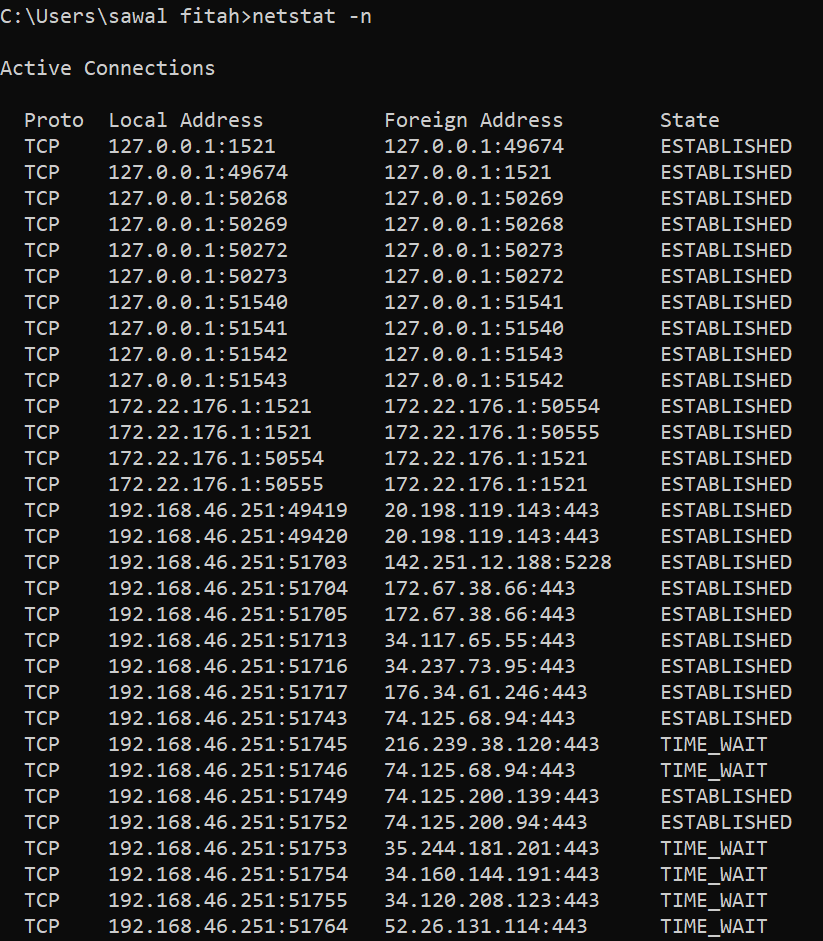 C:\Users\sawal fitah>netstat -n
Active Connections
Proto  Local Address          Foreign Address        State
TCP    127.0.0.1:1521         127.0.0.1:49674        ESTABLISHED
TCP    127.0.0.1:49674        127.0.0.1:1521         ESTABLISHED
TCP    127.0.0.1:50268        127.0.0.1:50269        ESTABLISHED
TCP    127.0.0.1:50269        127.0.0.1:50268        ESTABLISHED
TCP    127.0.0.1:50272        127.0.0.1:50273        ESTABLISHED
TCP    127.0.0.1:50273        127.0.0.1:50272        ESTABLISHED
TCP    127.0.0.1:51540        127.0.0.1:51541        ESTABLISHED
TCP    127.0.0.1:51541        127.0.0.1:51540        ESTABLISHED
TCP    127.0.0.1:51542        127.0.0.1:51543        ESTABLISHED
TCP    127.0.0.1:51543        127.0.0.1:51542        ESTABLISHED
TCP    172.22.176.1:1521      172.22.176.1:50554     ESTABLISHED
TCP    172.22.176.1:1521      172.22.176.1:50555     ESTABLISHED
TCP    172.22.176.1:50554     172.22.176.1:1521      ESTABLISHED
TCP    172.22.176.1:50555     172.22.176.1:1521      ESTABLISHED
TCP    192.168.46.251:49419   20.198.119.143:443     ESTABLISHED
TCP    192.168.46.251:49420   20.198.119.143:443     ESTABLISHED
TCP    192.168.46.251:51703   142.251.12.188:5228    ESTABLISHED
TCP    192.168.46.251:51704   172.67.38.66:443       ESTABLISHED
TCP    192.168.46.251:51705   172.67.38.66:443       ESTABLISHED
TCP    192.168.46.251:51713   34.117.65.55:443       ESTABLISHED
TCP    192.168.46.251:51716   34.237.73.95:443       ESTABLISHED
TCP    192.168.46.251:51717   176.34.61.246:443      ESTABLISHED
TCP    192.168.46.251:51743   74.125.68.94:443       ESTABLISHED
TCP    192.168.46.251:51745   216.239.38.120:443     TIME_WAIT
TCP    192.168.46.251:51746   74.125.68.94:443       TIME_WAIT
TCP    192.168.46.251:51749   74.125.200.139:443     ESTABLISHED
TCP    192.168.46.251:51752   74.125.200.94:443      ESTABLISHED
TCP    192.168.46.251:51753   35.244.181.201:443     TIME_WAIT
TCP    192.168.46.251:51754   34.160.144.191:443     TIME_WAIT
TCP    192.168.46.251:51755   34.120.208.123:443     TIME_WAIT
TCP    192.168.46.251:51764   52.26.131.114:443      TIME_WAIT